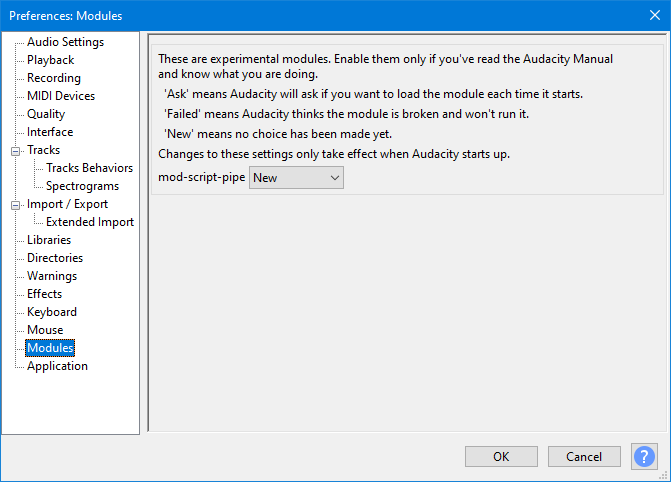 Preferences: Modules
Audio Settings
Playback
Recording
MIDI Devices
Quality
Interface
Tracks
Tracks Behaviors
Spectrograms
Import / Export
Extended Import
Libraries
Directories
Warnings
Effects
Keyboard
Mouse
Modules
Application
These are experimental modules. Enable them only if you've read the Audacity Manual
and know what you are doing.
'Ask' means Audacity will ask if you want to load the module each time it starts.
'Failed' means Audacity thinks the module is broken and won't run it.
'New' means no choice has been made yet.
Changes to these settings only take effect when Audacity starts up.
mod-script-pipe New
OK Cancel ?